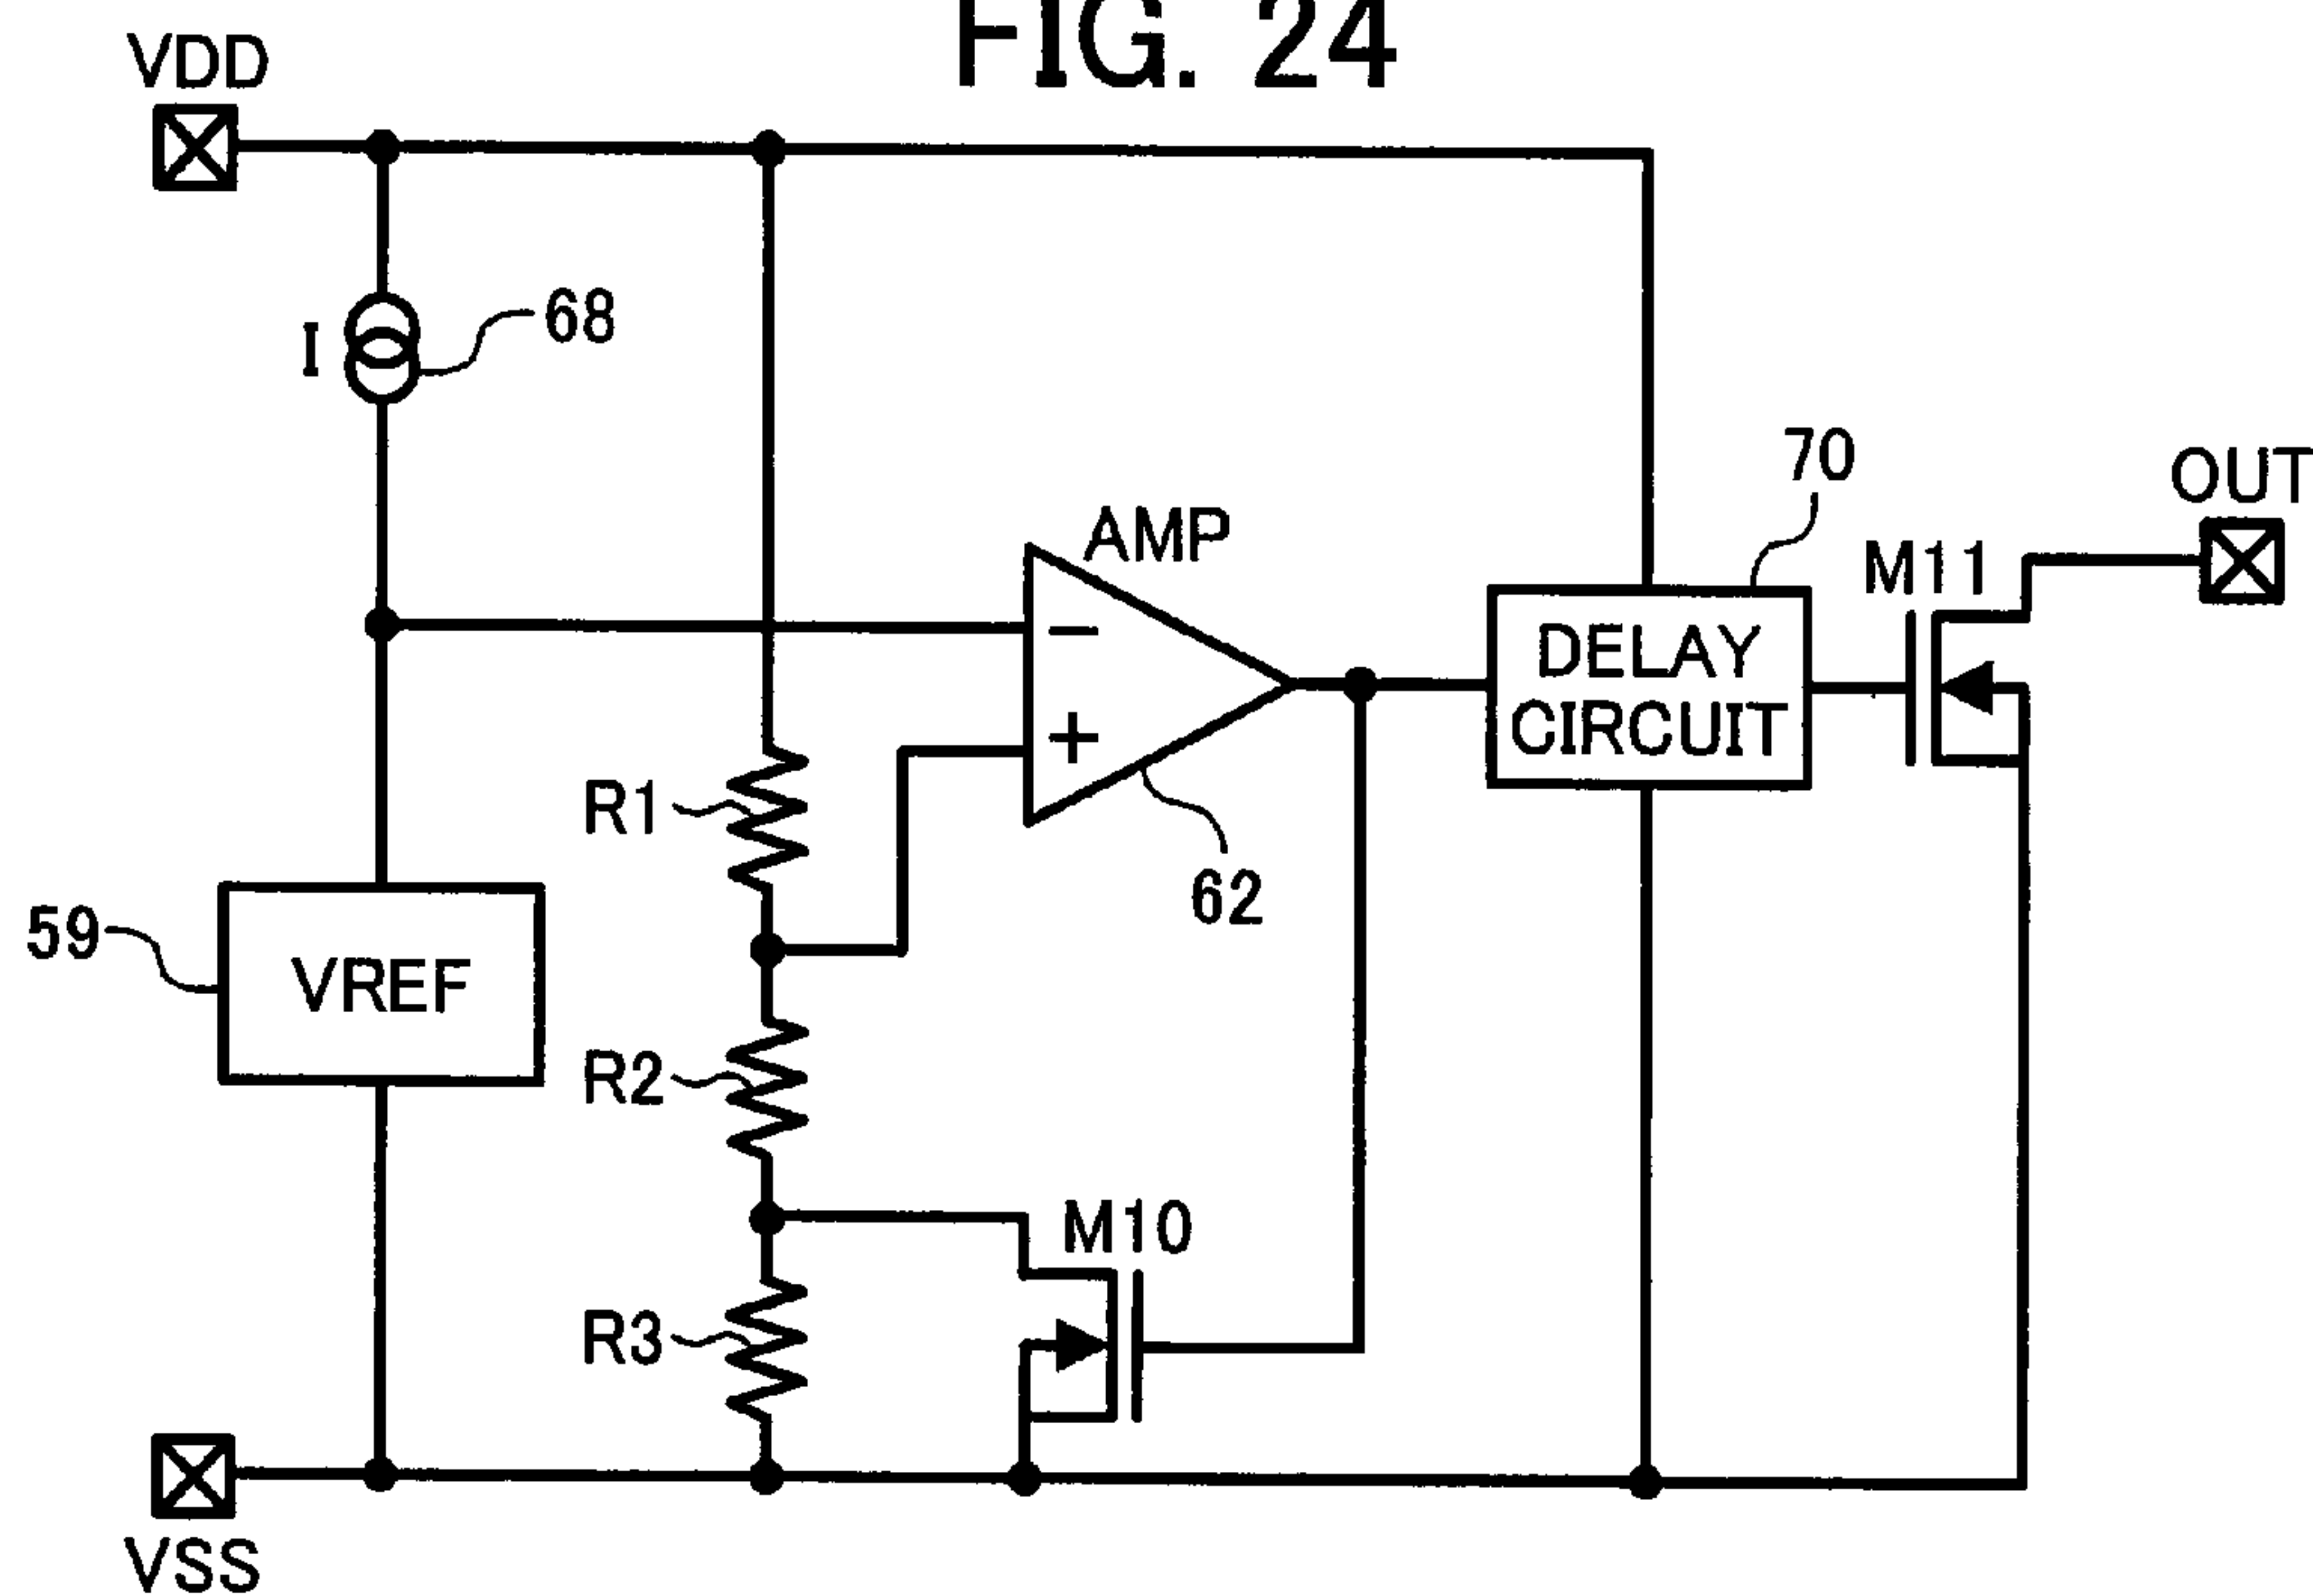 FIG. 24
VDD
I
68
AMP
70
OUT
M11
DELAY
CIRCUIT
−
+
R1
62
59
VREF
R2
M10
R3
VSS